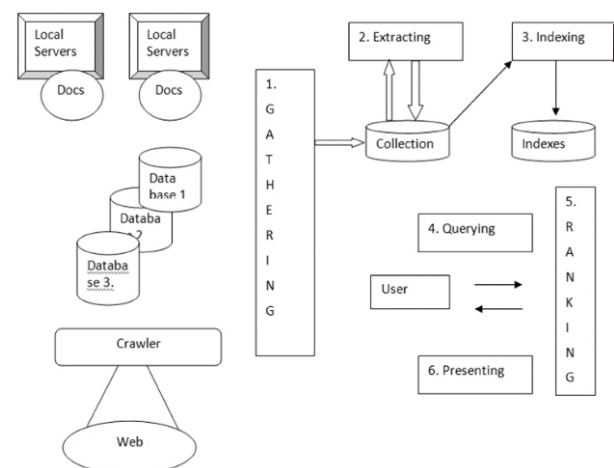 Local
Servers
Docs
Local
Servers
Docs
Data
base 1
Databa
se 2
Databa
se 3.
Crawler
Web
1.
G
A
T
H
E
R
I
N
G
2. Extracting
Collection
3. Indexing
Indexes
4. Querying
User
6. Presenting
5.
R
A
N
K
I
N
G